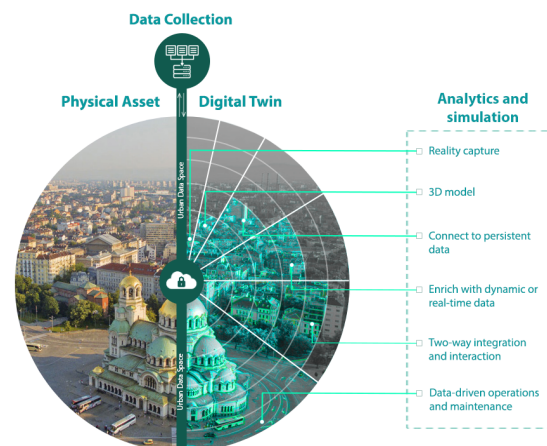 Data Collection
Physical Asset
Digital Twin
Urban Data Space
Urban Data Space
Analytics and
simulation
Reality capture
3D model
Connect to persistent
data
Enrich with dynamic or
real-time data
Two-way integration
and interaction
Data-driven operations
and maintenance